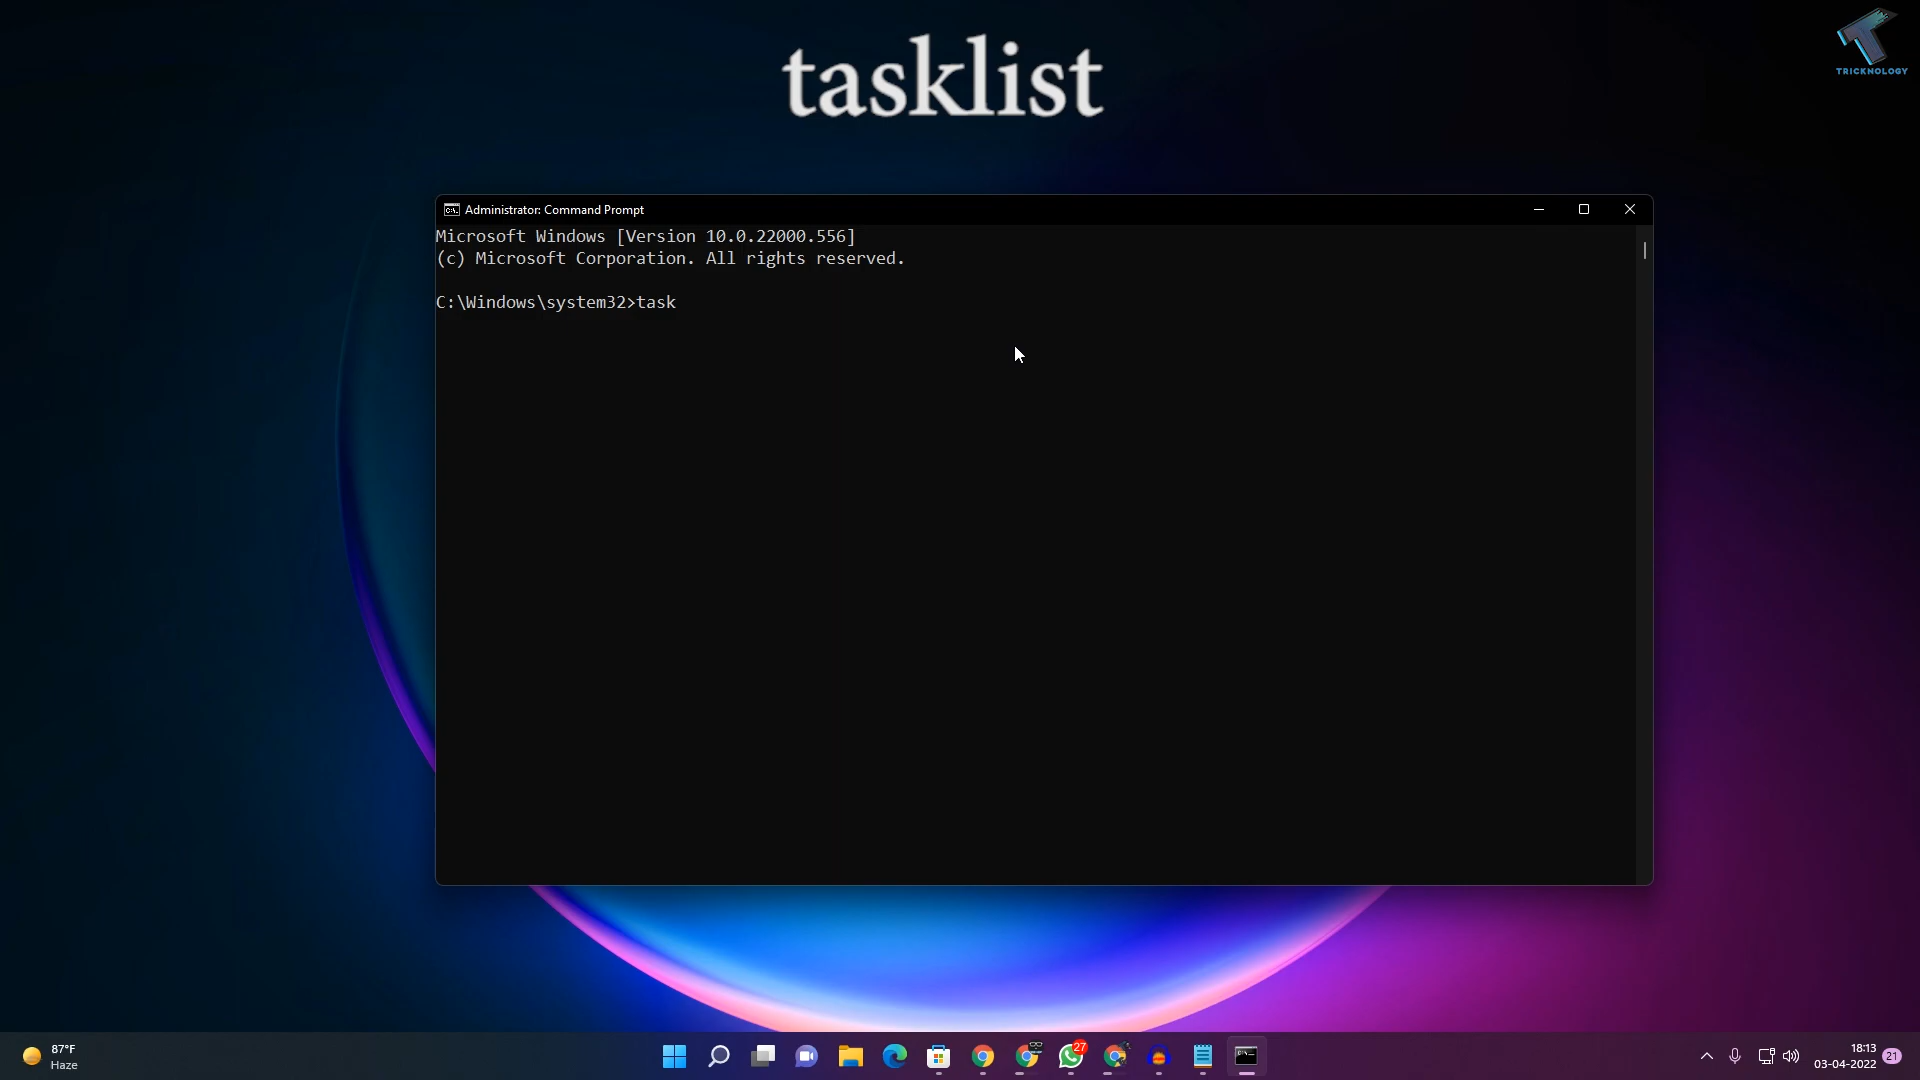 tasklist
TRICKNOLOGY
Administrator: Command Prompt
Microsoft Windows [Version 10.0.22000.556]
(c) Microsoft Corporation. All rights reserved.
C:\Windows\system32>task
87°F
Haze
27
18:13
03-04-2022
21